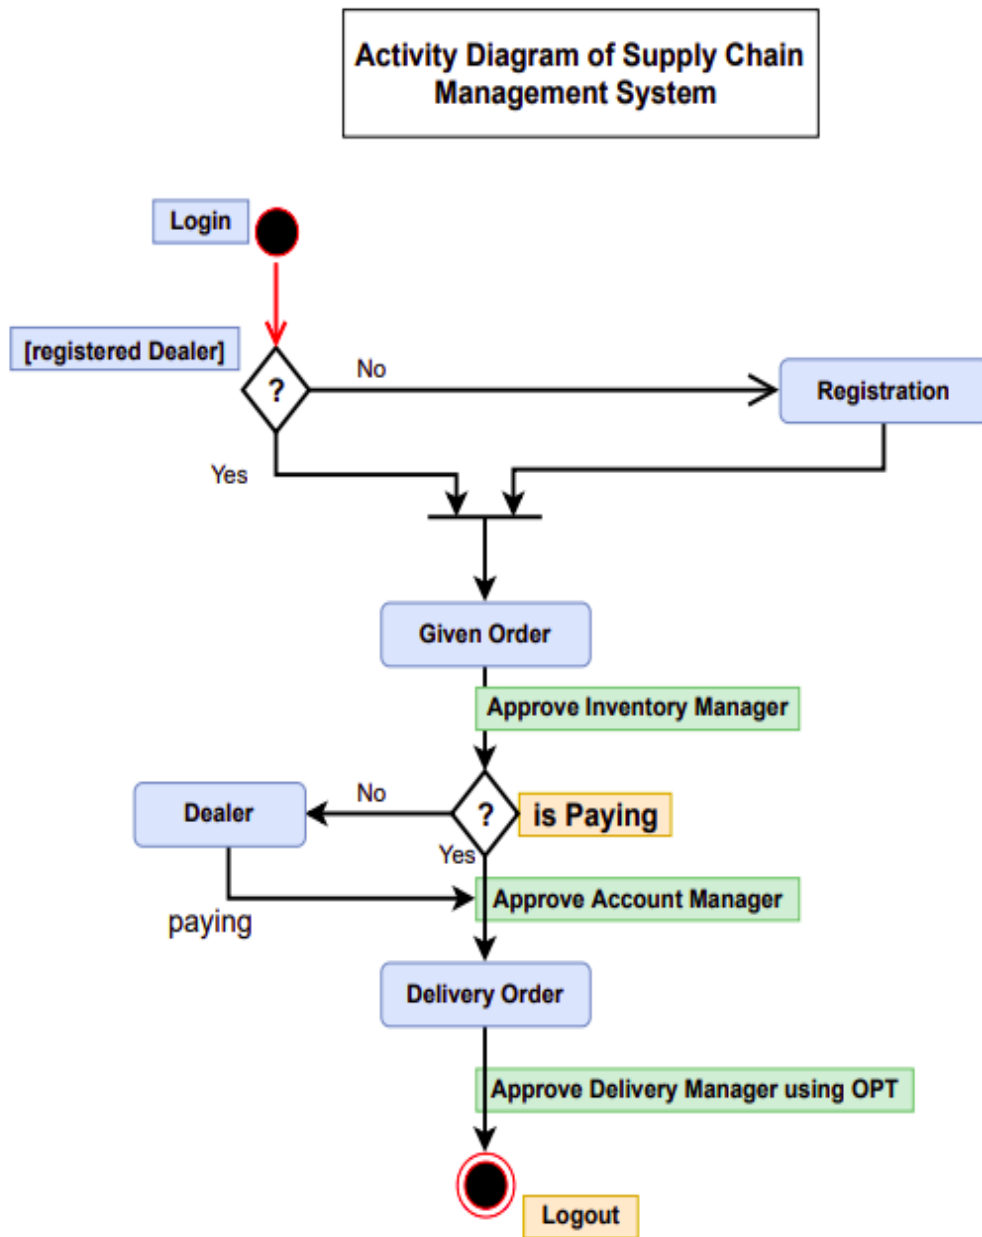 Activity Diagram of Supply Chain
Management System
Login
[registered Dealer]
?
No
Registration
Yes
Given Order
Approve Inventory Manager
Dealer
No
?
is Paying
Yes
paying
Approve Account Manager
Delivery Order
Approve Delivery Manager using OPT
Logout